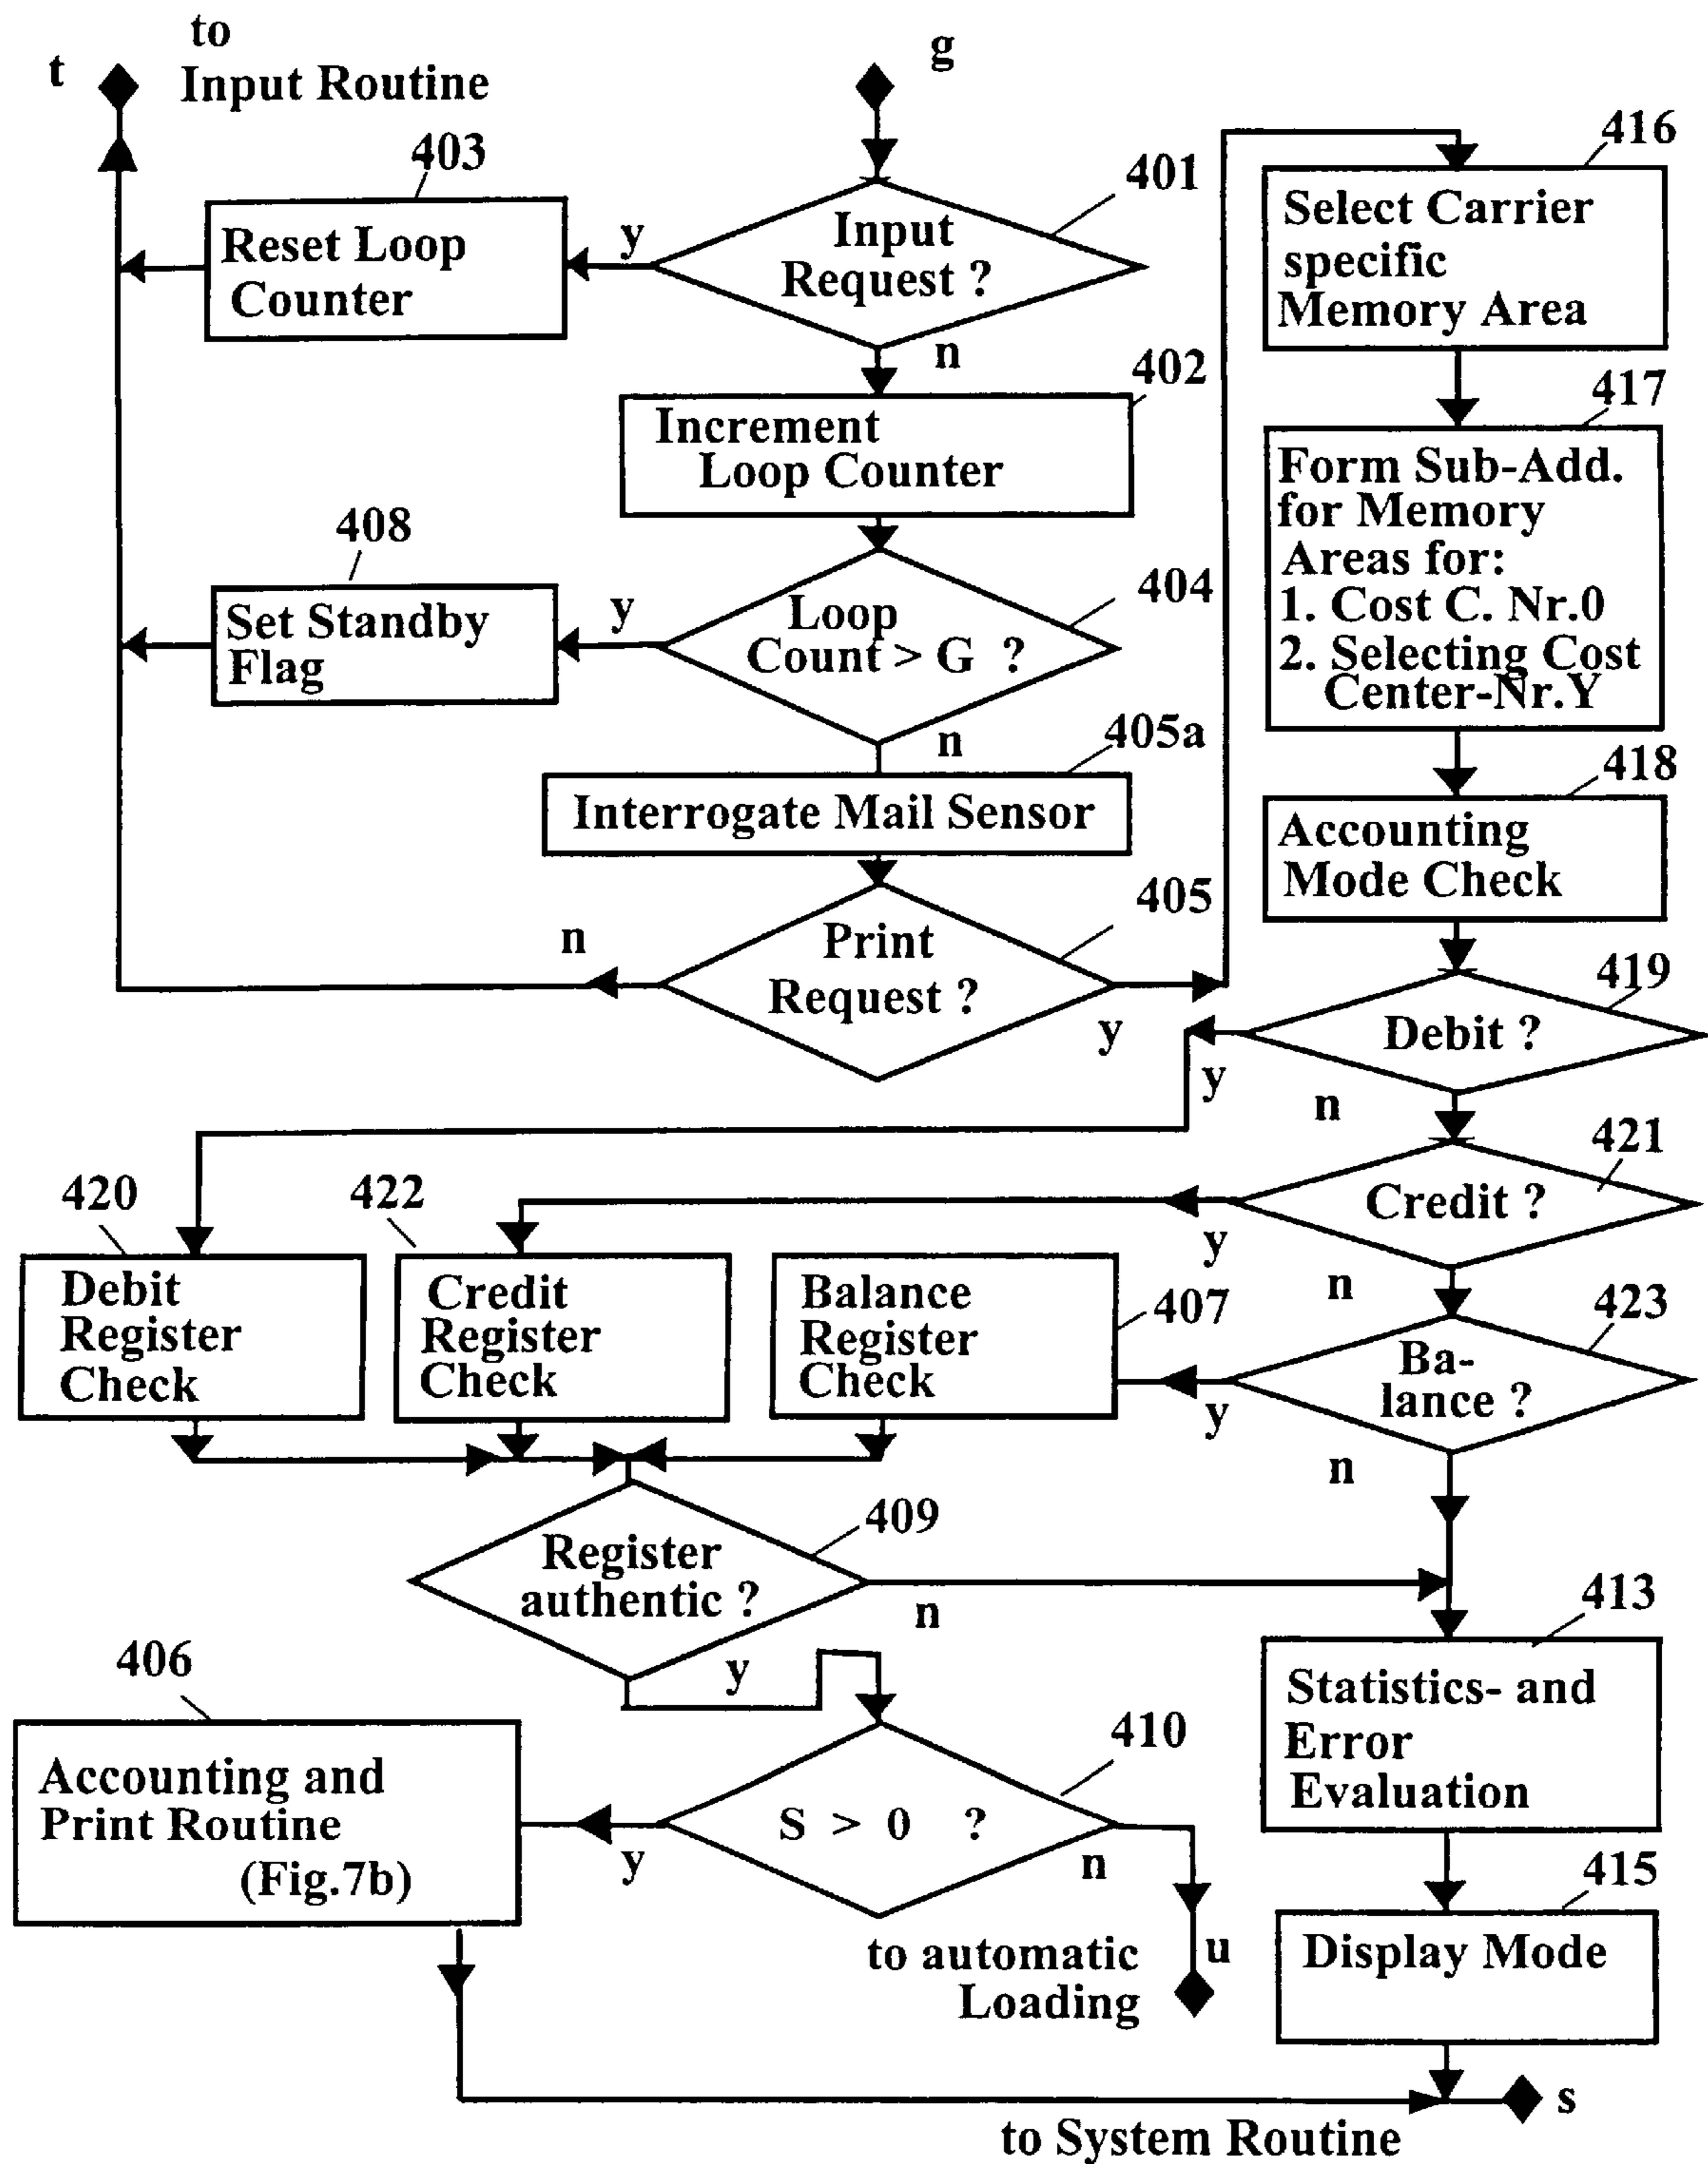 to
t
Input Routine
g
403
Reset Loop
Counter
y
401
Input
Request ?
n
402
Increment
Loop Counter
408
Set Standby
Flag
y
404
Loop
Count > G ?
n
405a
Interrogate Mail Sensor
405
n
Print
Request ?
y
416
Select Carrier
specific
Memory Area
417
Form Sub-Add.
for Memory
Areas for:
1. Cost C. Nr.0
2. Selecting Cost
Center-Nr.Y
418
Accounting
Mode Check
419
Debit ?
y
n
421
Credit ?
y
n
423
Ba-
lance ?
y
n
420
Debit
Register
Check
422
Credit
Register
Check
407
Balance
Register
Check
409
Register
authentic ?
n
y
406
Accounting and
Print Routine
(Fig.7b)
410
S > 0 ?
y
n
to automatic
Loading
u
413
Statistics- and
Error
Evaluation
415
Display Mode
s
to System Routine